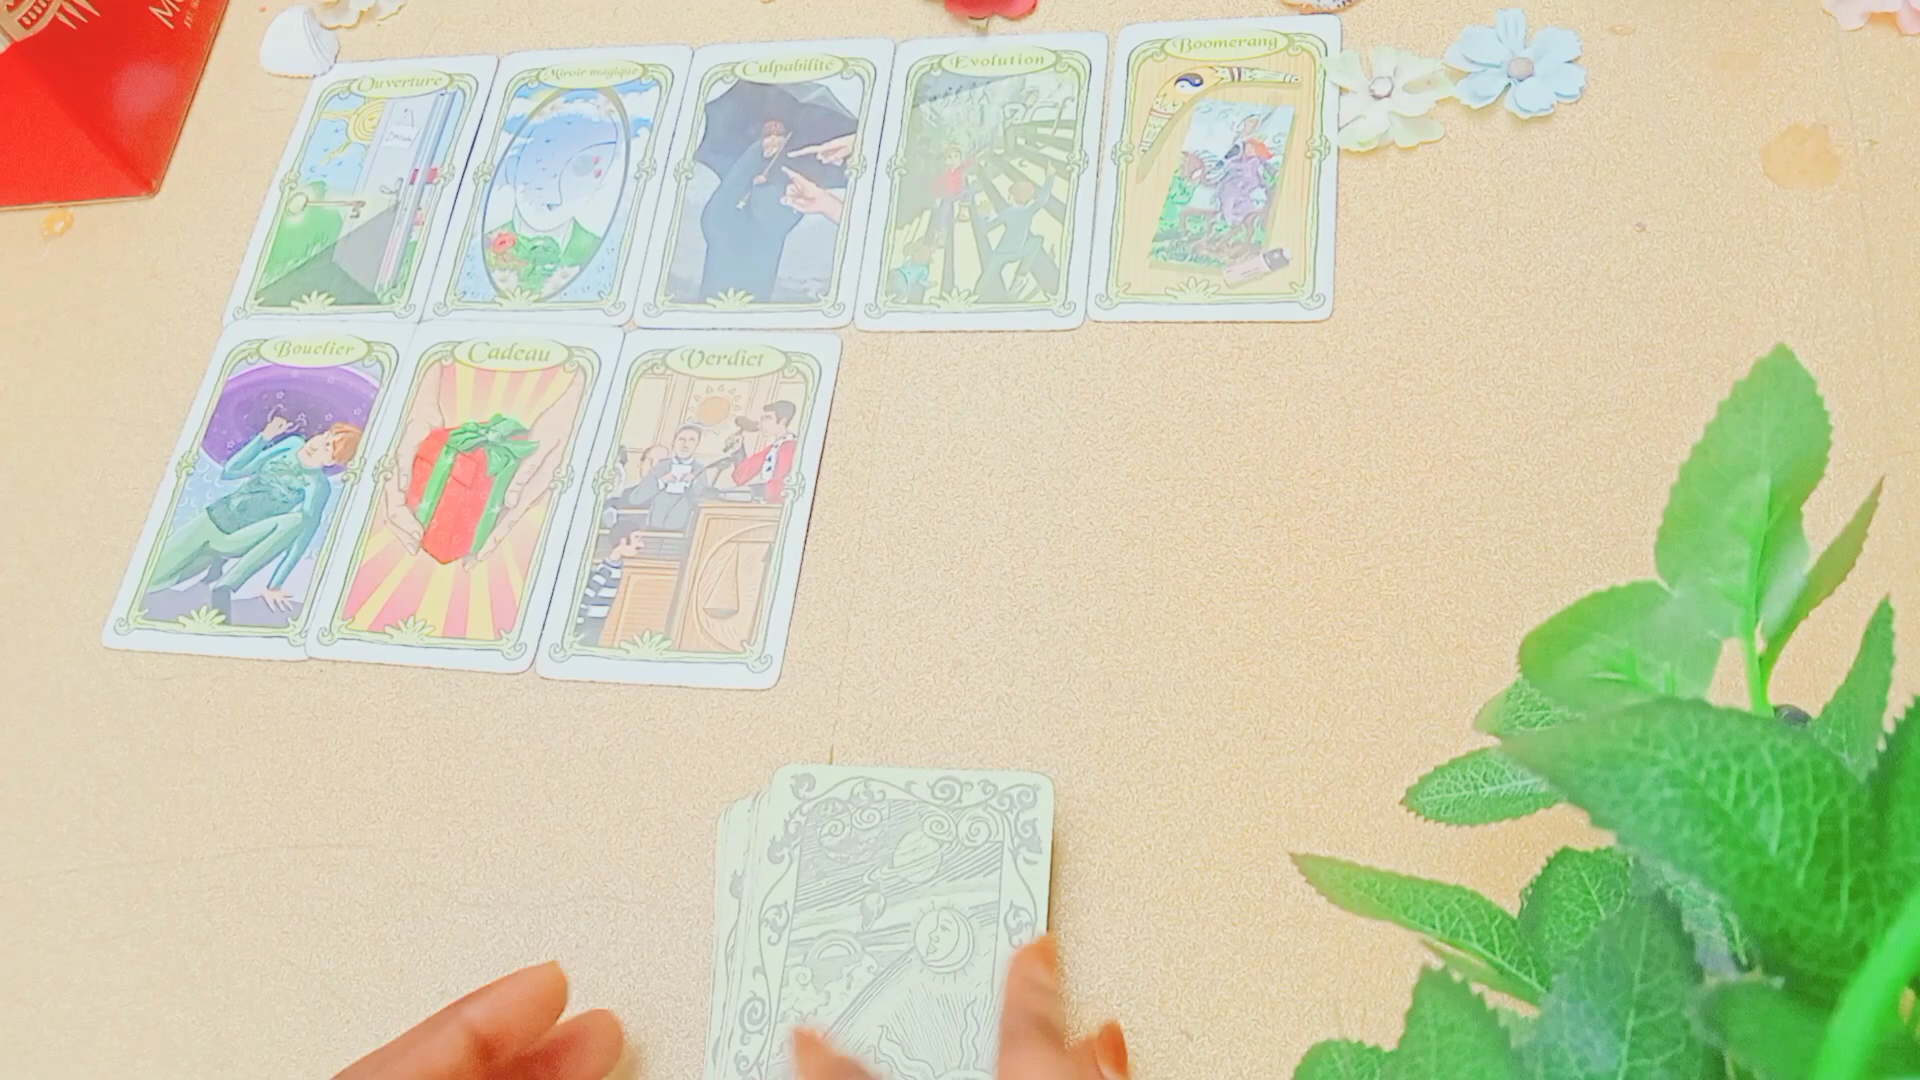 Ouverture
Miroir magique
Culpabilité
Evolution
Boomerang
Bouclier
Cadeau
Verdict